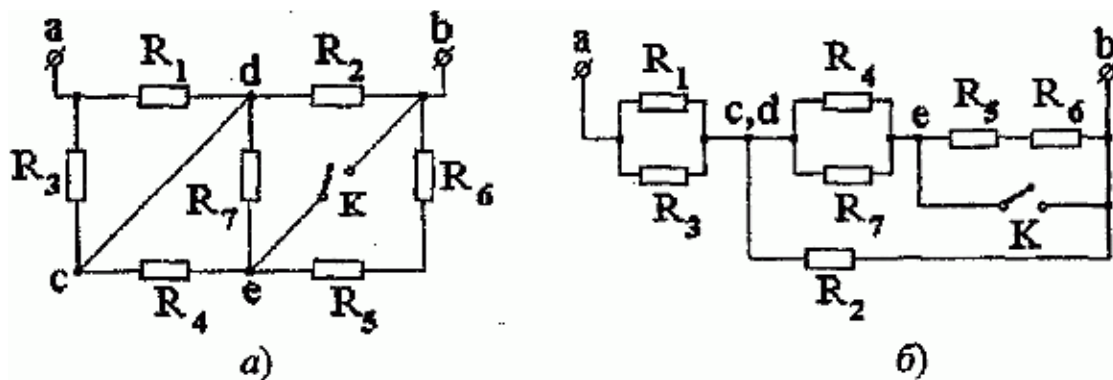 a R₁ d R₂ b
R₃ R₇ K R₆
c R₄ e R₅
а)
a R₁ c,d R₄ e R₅ R₆ b
R₃ R₇ K
R₂
б)